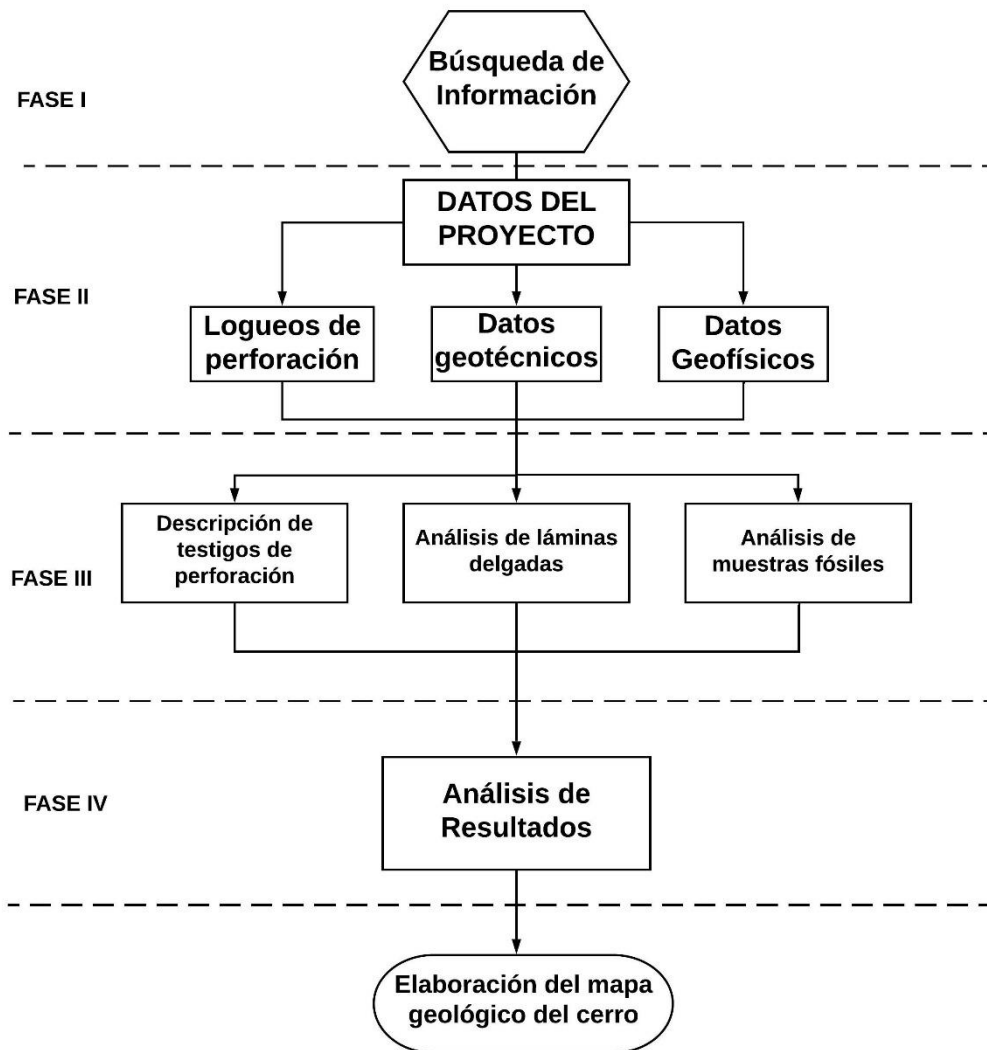 Búsqueda de
Información
FASE I
DATOS DEL
PROYECTO
FASE II
Logueos de
perforación
Datos
geotécnicos
Datos
Geofísicos
Descripción de
testigos de
perforación
Análisis de láminas
delgadas
Análisis de
muestras fósiles
FASE III
Análisis de
Resultados
FASE IV
Elaboración del mapa
geológico del cerro